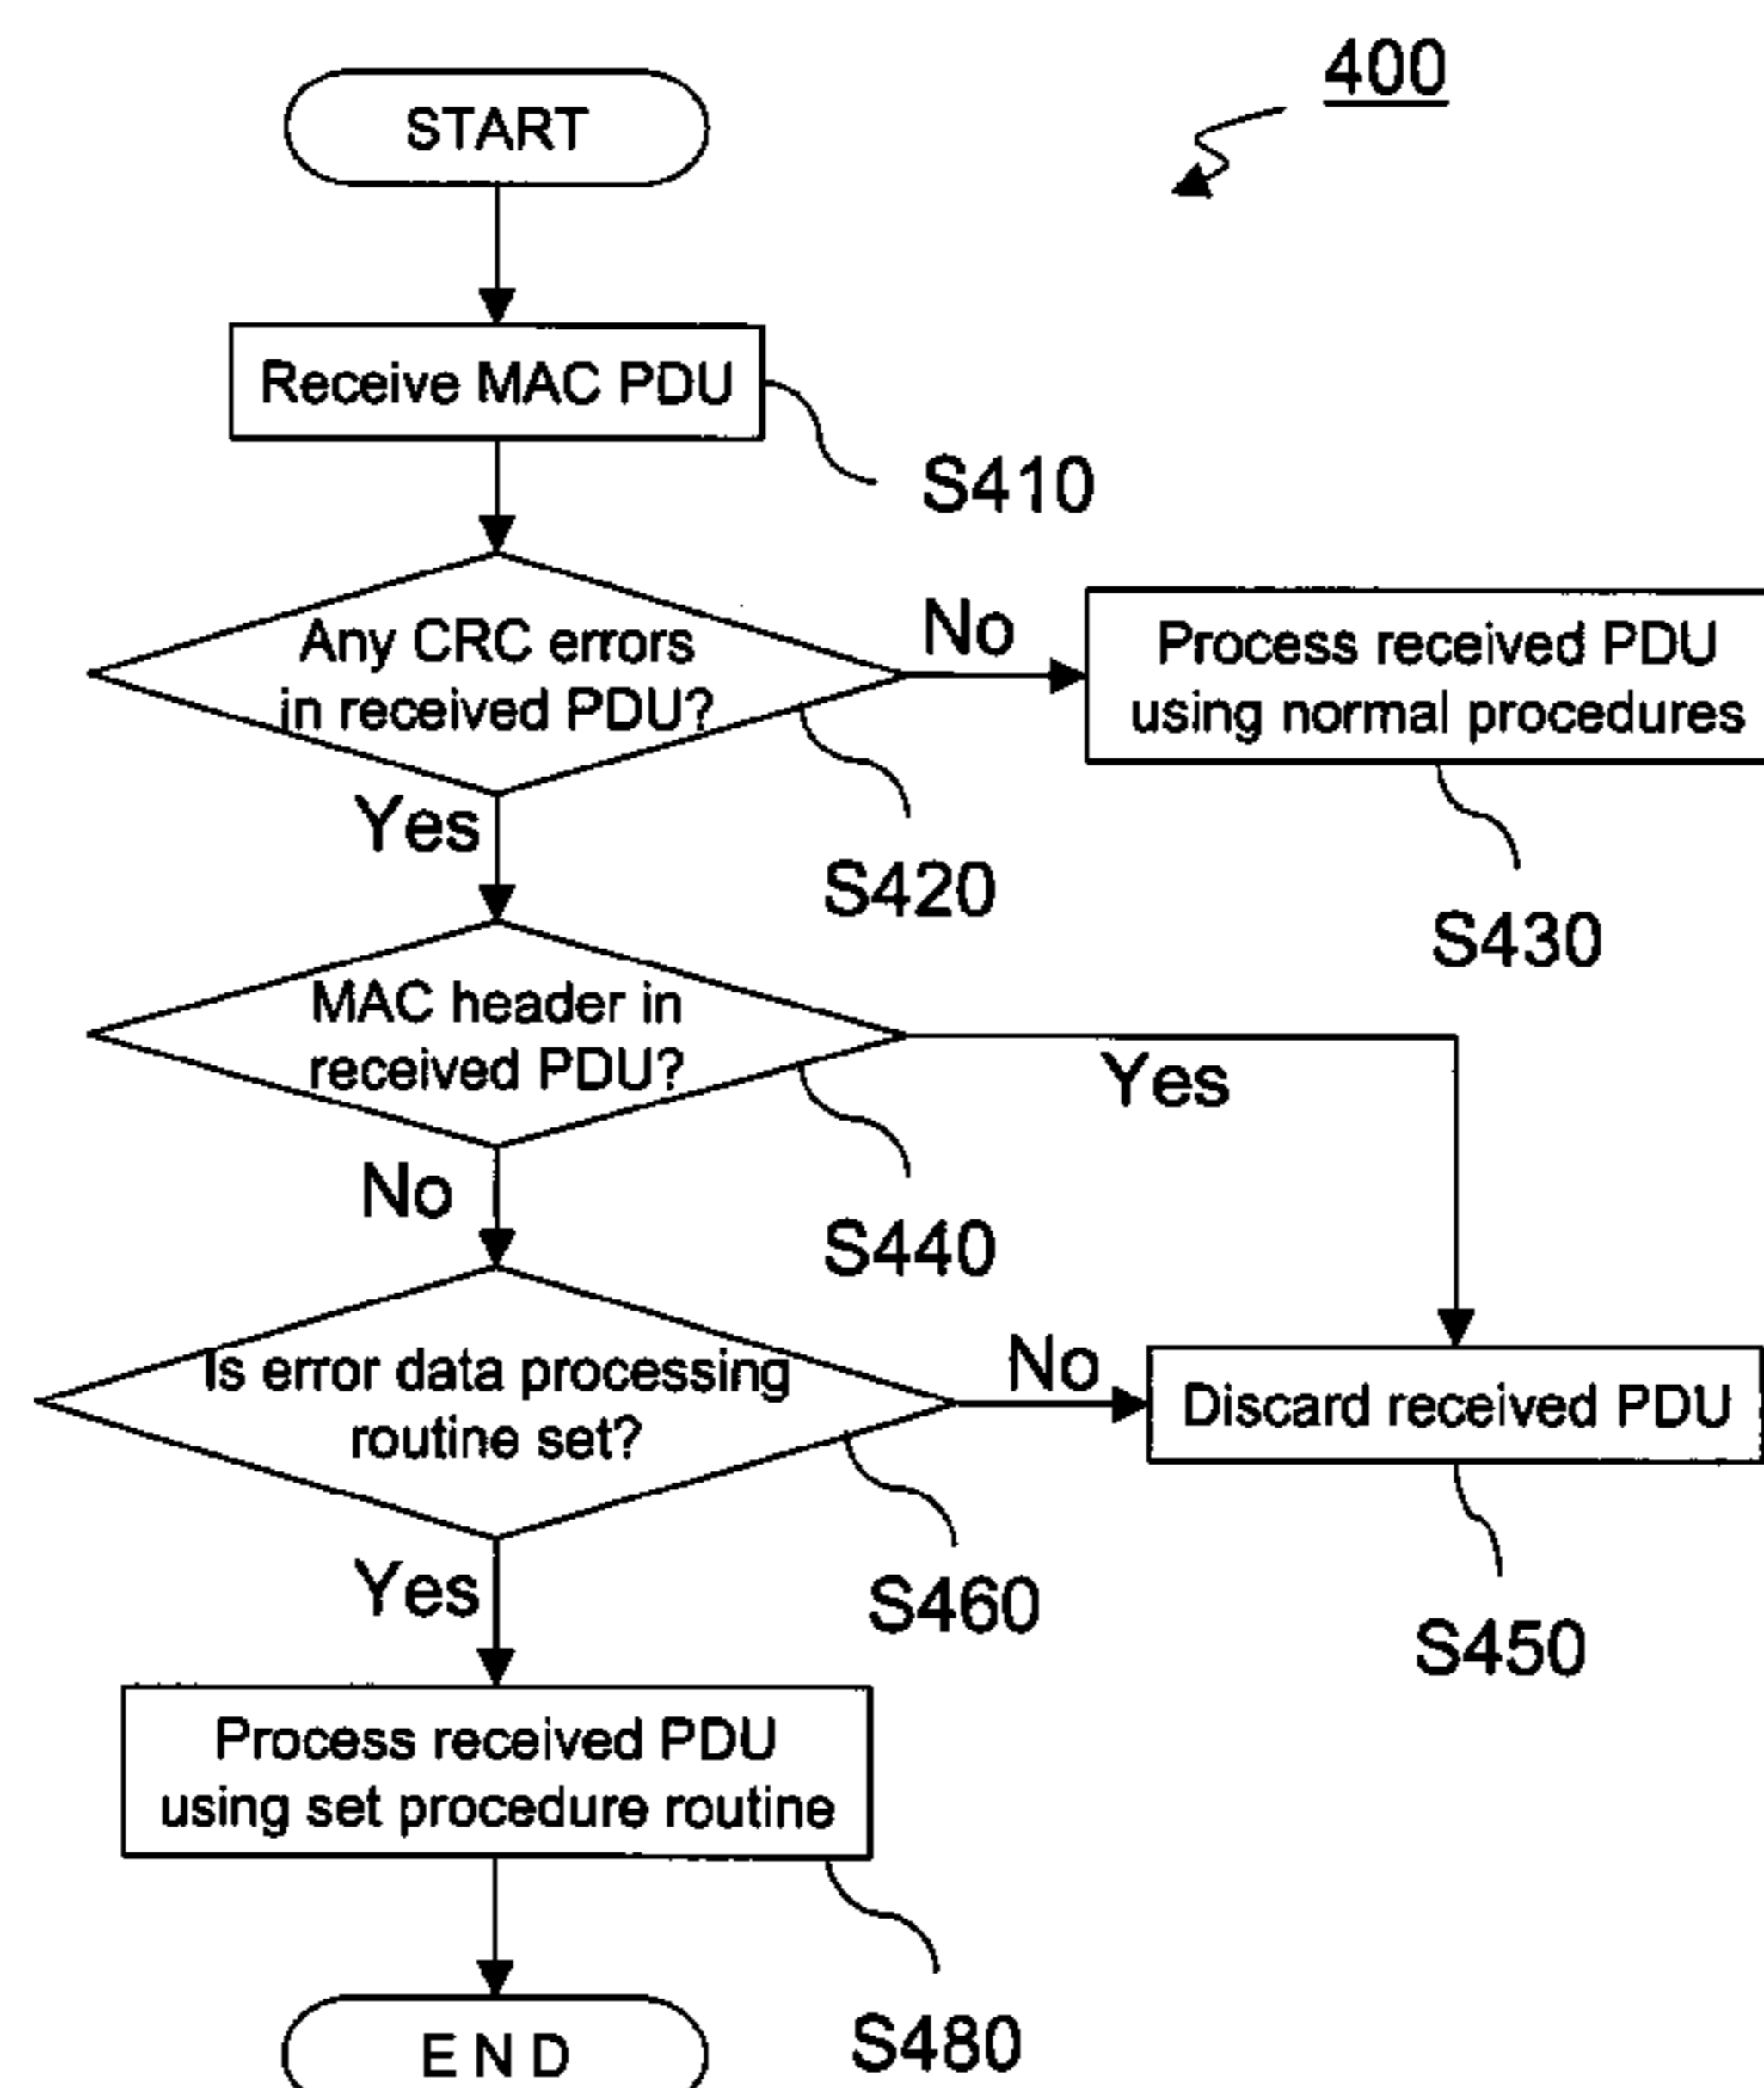 400
START
Receive MAC PDU
S410
Any CRC errors
in received PDU?
No
Process received PDU
using normal procedures
Yes
S420
S430
MAC header in
received PDU?
Yes
No
S440
Is error data processing
routine set?
No
Discard received PDU
Yes
S460
S450
Process received PDU
using set procedure routine
S480
E N D